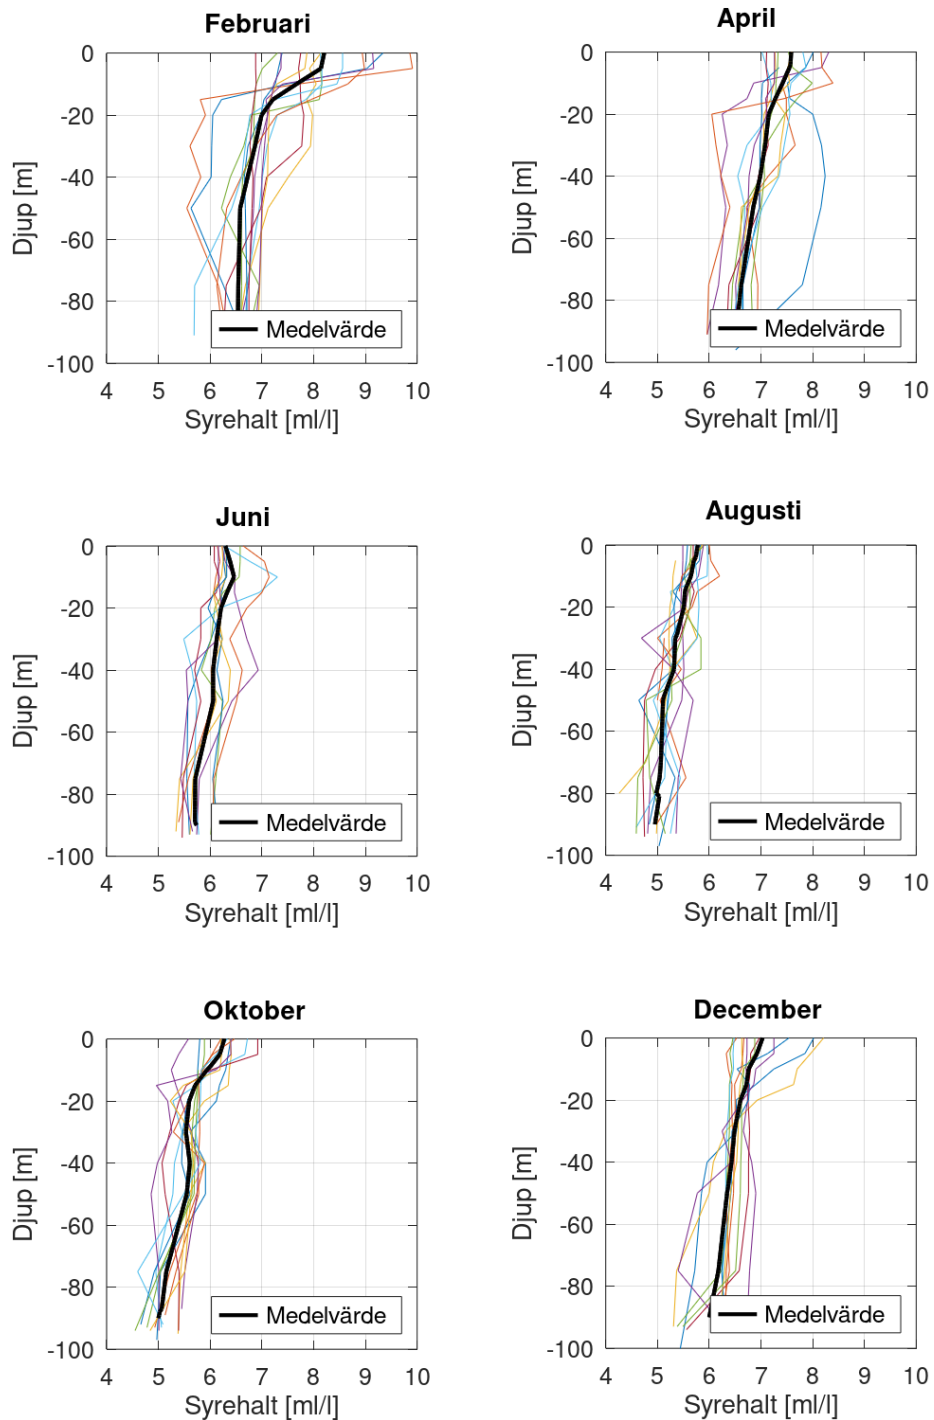 Februari
April
0
-20
-40
-60
-80
-100
Djup [m]
Medelvärde
4 5 6 7 8 9 10
Syrehalt [ml/l]
0
-20
-40
-60
-80
-100
Djup [m]
Medelvärde
4 5 6 7 8 9 10
Syrehalt [ml/l]
Juni
Augusti
0
-20
-40
-60
-80
-100
Djup [m]
Medelvärde
4 5 6 7 8 9 10
Syrehalt [ml/l]
0
-20
-40
-60
-80
-100
Djup [m]
Medelvärde
4 5 6 7 8 9 10
Syrehalt [ml/l]
Oktober
December
0
-20
-40
-60
-80
-100
Djup [m]
Medelvärde
4 5 6 7 8 9 10
Syrehalt [ml/l]
0
-20
-40
-60
-80
-100
Djup [m]
Medelvärde
4 5 6 7 8 9 10
Syrehalt [ml/l]